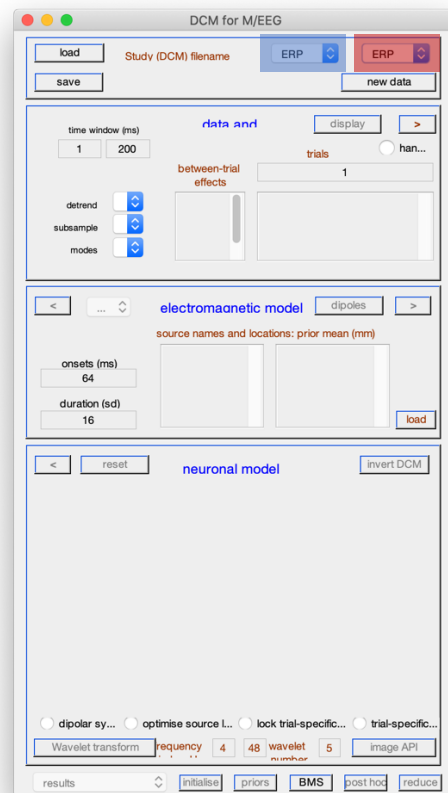 DCM for M/EEG
load
Study (DCM) filename
ERP
ERP
save
new data
time window (ms)
data and
display
>
1
200
trials
han...
between-trial
effects
1
detrend
subsample
modes
<
...
electromagnetic model
dipoles
>
source names and locations: prior mean (mm)
onsets (ms)
64
duration (sd)
16
load
<
reset
neuronal model
invert DCM
dipolar sy...
optimise source l...
lock trial-specific...
trial-specific...
Wavelet transform
requency
4
48
wavelet
number
5
image API
results
initialise
priors
BMS
post hoc
reduce